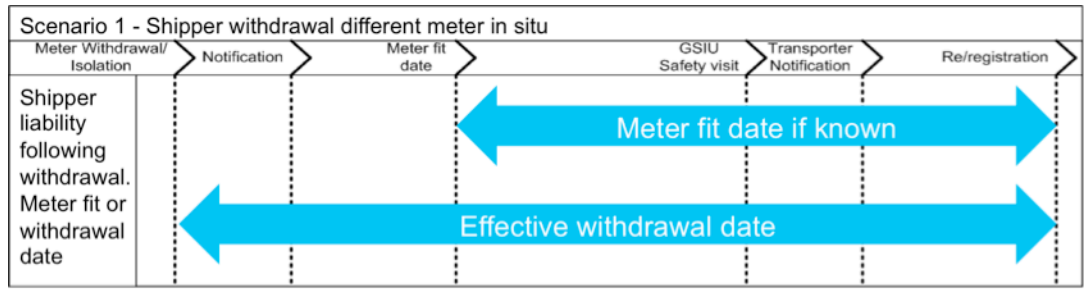 Scenario 1 - Shipper withdrawal different meter in situ
Meter Withdrawal/
Isolation
Notification
Meter fit
date
GSIU
Safety visit
Transporter
Notification
Re/registration
Shipper
liability
following
withdrawal.
Meter fit or
withdrawal
date
Meter fit date if known
Effective withdrawal date